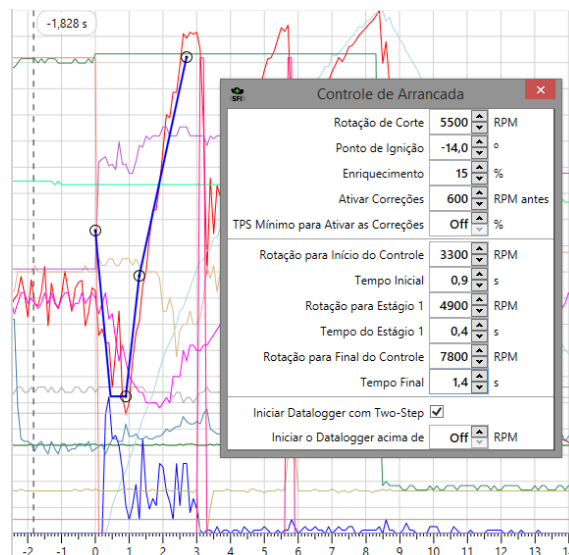 -1,828 s
SFI
Controle de Arrancada
Rotação de Corte 5500 RPM
Ponto de Ignição -14,0 º
Enriquecimento 15 %
Ativar Correções 600 RPM antes
TPS Mínimo para Ativar as Correções Off %
Rotação para Início do Controle 3300 RPM
Tempo Inicial 0,9 s
Rotação para Estágio 1 4900 RPM
Tempo do Estágio 1 0,4 s
Rotação para Final do Controle 7800 RPM
Tempo Final 1,4 s
Iniciar Datalogger com Two-Step
Iniciar o Datalogger acima de Off RPM
-2 -1 0 1 2 3 4 5 6 7 8 9 10 11 12 13